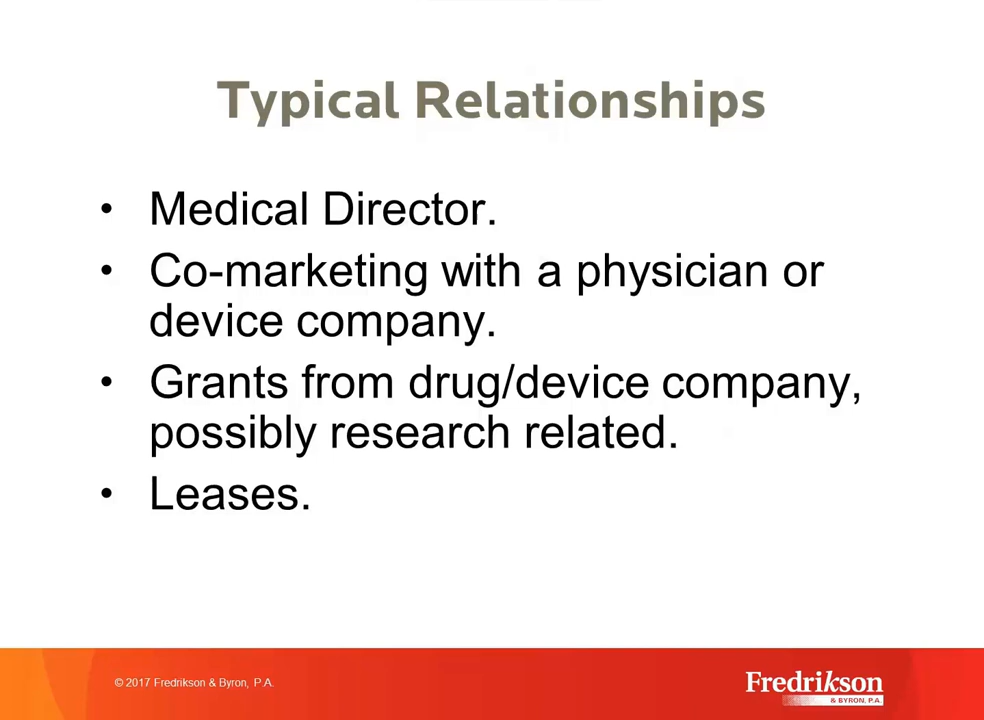 Typical Relationships
• Medical Director.
• Co-marketing with a physician or
device company.
• Grants from drug/device company,
possibly research related.
• Leases.
© 2017 Fredrikson & Byron, P.A.
Fredrikson
& BYRON, P.A.